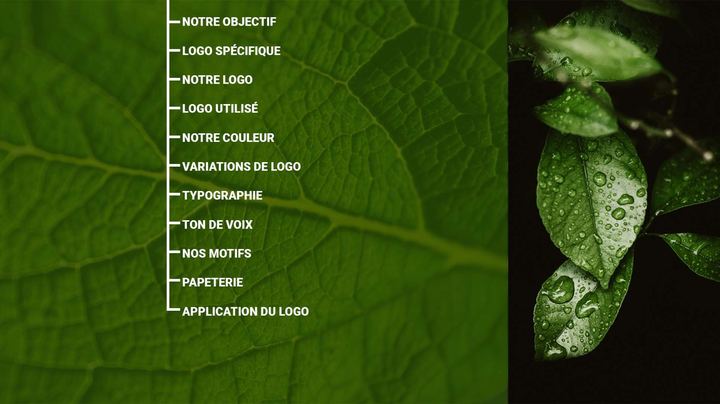 NOTRE OBJECTIF
LOGO SPÉCIFIQUE
NOTRE LOGO
LOGO UTILISÉ
NOTRE COULEUR
VARIATIONS DE LOGO
TYPOGRAPHIE
TON DE VOIX
NOS MOTIFS
PAPETERIE
APPLICATION DU LOGO